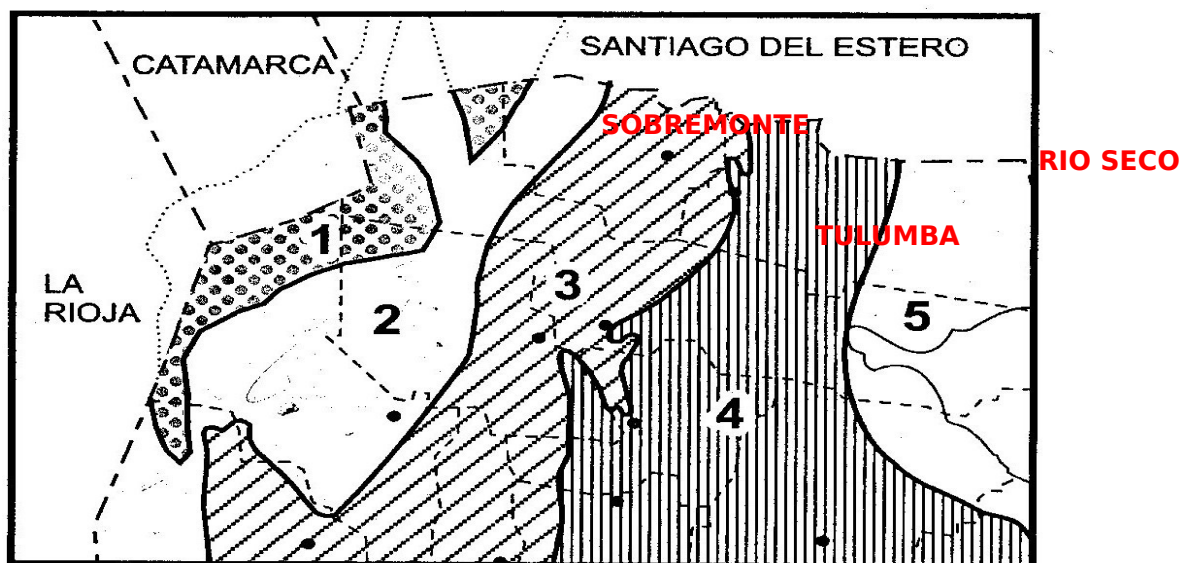 SANTIAGO DEL ESTERO
CATAMARCA
SOBREMONTE
RIO SECO
TULUMBA
1
LA
RIOJA
3
2
5
4